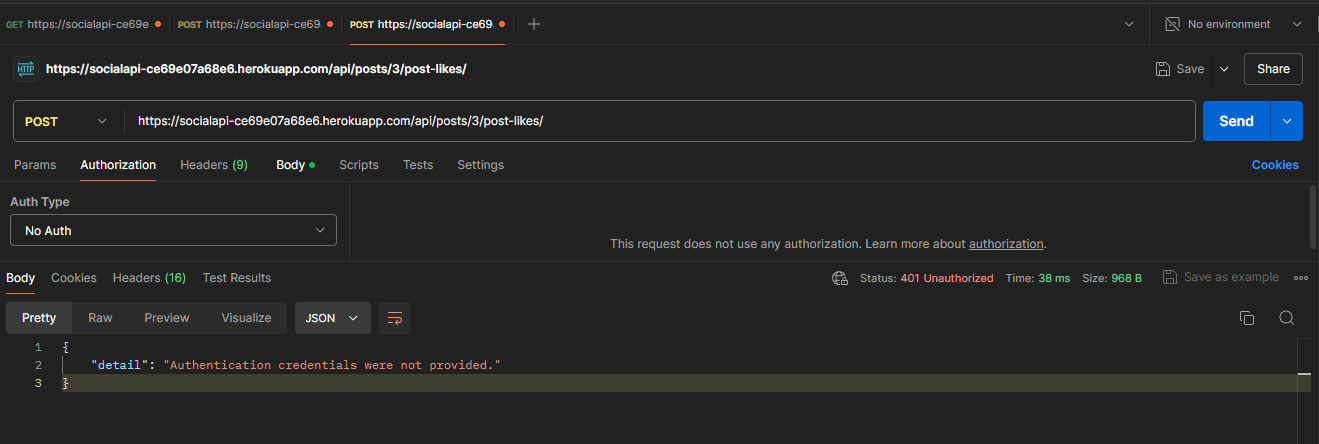 GET https://socialapi-ce69e POST https://socialapi-ce69 POST https://socialapi-ce69. No environment
HTTP https://socialapi-ce69e07a68e6.herokuapp.com/api/posts/3/post-likes/ Save Share
POST https://socialapi-ce69e07a68e6.herokuapp.com/api/posts/3/post-likes/ Send
Params Authorization Headers (9) Body Scripts Tests Settings Cookies
Auth Type
No Auth
This request does not use any authorization. Learn more about authorization.
Body Cookies Headers (16) Test Results Status: 401 Unauthorized Time: 38 ms Size: 968 B Save as example
Pretty Raw Preview Visualize JSON
1 {
2 "detail": "Authentication credentials were not provided."
3 }